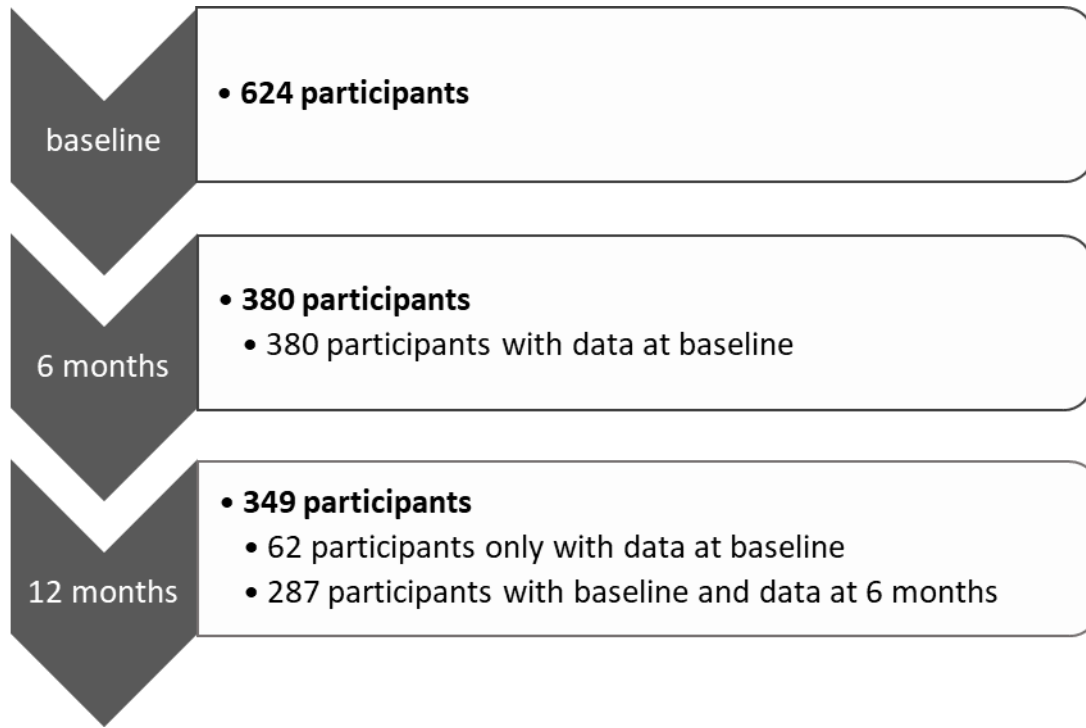 baseline
• 624 participants
6 months
• 380 participants
• 380 participants with data at baseline
12 months
• 349 participants
• 62 participants only with data at baseline
• 287 participants with baseline and data at 6 months